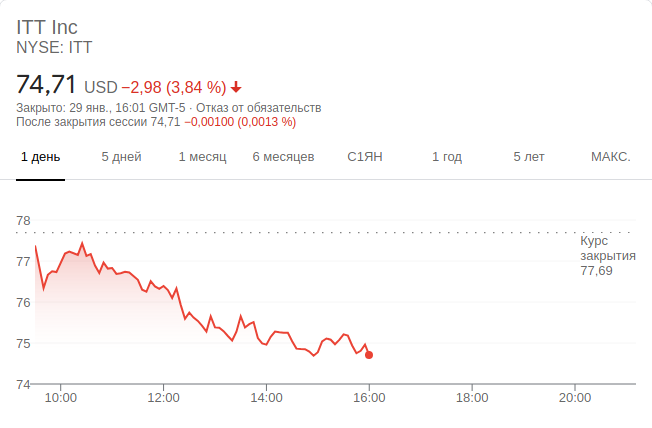 ITT Inc
NYSE: ITT
74,71 USD −2,98 (3,84 %)
Закрыто: 29 янв., 16:01 GMT-5 · Отказ от обязательств
После закрытия сессии 74,71 −0,00100 (0,0013 %)
1 день 5 дней 1 месяц 6 месяцев С1ЯН 1 год 5 лет МАКС.
78
Курс
закрытия
77,69
77
76
75
74
10:00 12:00 14:00 16:00 18:00 20:00